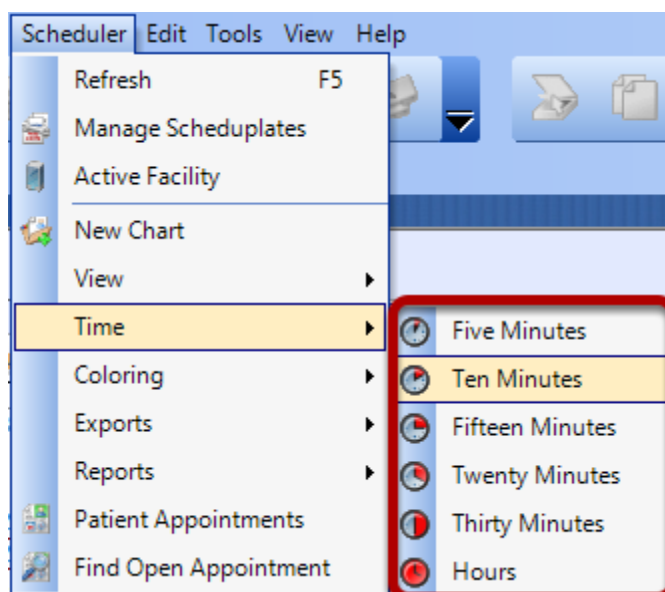 Scheduler Edit Tools View Help
Refresh F5
Manage Scheduplates
Active Facility
New Chart
View
Time
Coloring
Exports
Reports
Patient Appointments
Find Open Appointment
Five Minutes
Ten Minutes
Fifteen Minutes
Twenty Minutes
Thirty Minutes
Hours